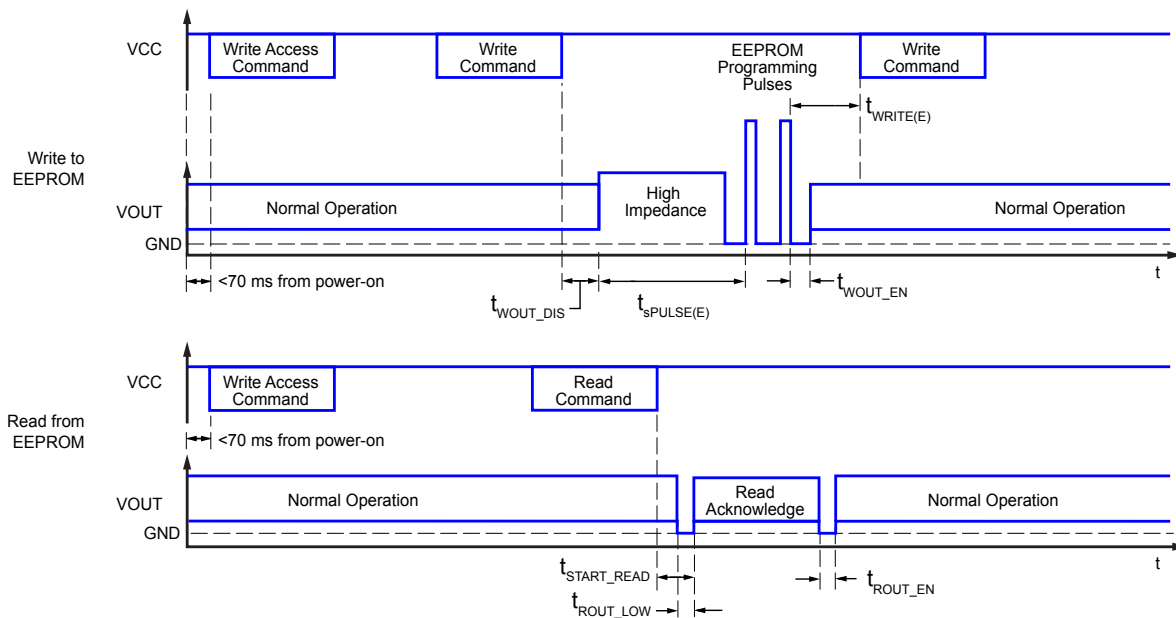 VCC
Write Access
Command
Write
Command
EEPROM
Programming
Pulses
Write
Command
tWRITE(E)
Write to
EEPROM
VOUT
Normal Operation
High
Impedance
Normal Operation
GND
t
<70 ms from power-on
tWOUT_DIS
tsPULSE(E)
tWOUT_EN
VCC
Write Access
Command
Read
Command
Read from
EEPROM
<70 ms from power-on
VOUT
Normal Operation
Read
Acknowledge
Normal Operation
GND
t
tSTART_READ
tROUT_LOW
tROUT_EN